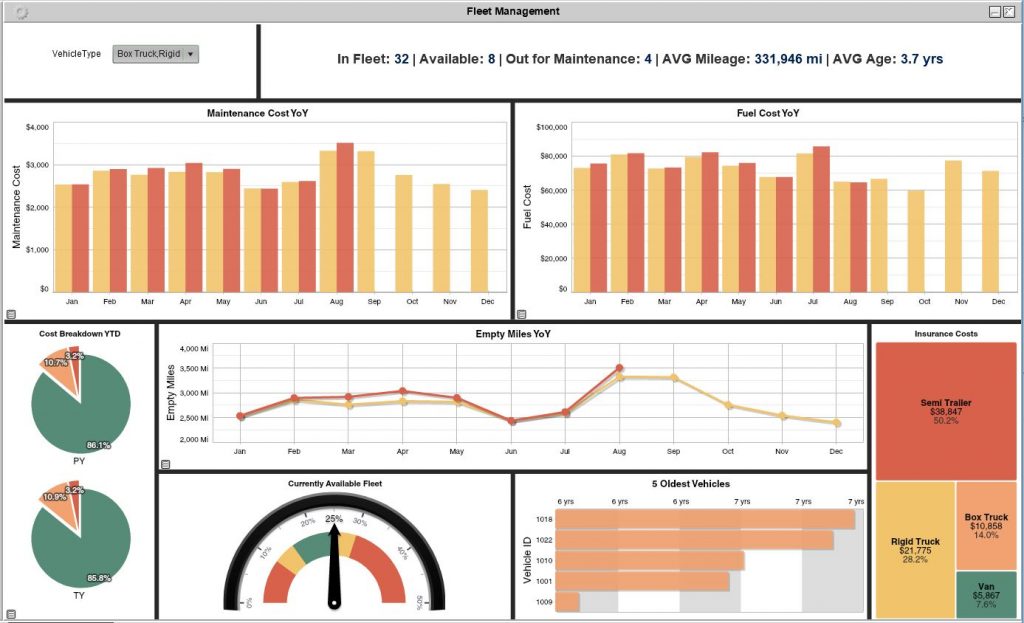 Fleet Management
VehicleType Box Truck,Rigid
In Fleet: 32 | Available: 8 | Out for Maintenance: 4 | AVG Mileage: 331,946 mi | AVG Age: 3.7 yrs
Maintenance Cost YoY
Maintenance Cost
$4,000
$3,000
$2,000
$1,000
$0
Jan Feb Mar Apr May Jun Jul Aug Sep Oct Nov Dec
Fuel Cost YoY
Fuel Cost
$100,000
$80,000
$60,000
$40,000
$20,000
$0
Jan Feb Mar Apr May Jun Jul Aug Sep Oct Nov Dec
Cost Breakdown YTD
3.2%
10.7%
86.1%
PY
3.2%
10.9%
85.8%
TY
Empty Miles YoY
Empty Miles
4,000 Mi
3,500 Mi
3,000 Mi
2,500 Mi
2,000 Mi
Jan Feb Mar Apr May Jun Jul Aug Sep Oct Nov Dec
Currently Available Fleet
0%
10%
20%
25%
30%
40%
50%
5 Oldest Vehicles
6 yrs 6 yrs 6 yrs 7 yrs 7 yrs 7 yrs
Vehicle ID
1018
1022
1010
1001
1009
Insurance Costs
Semi Trailer
$38,847
50.2%
Rigid Truck
$21,775
28.2%
Box Truck
$10,858
14.0%
Van
$5,867
7.6%